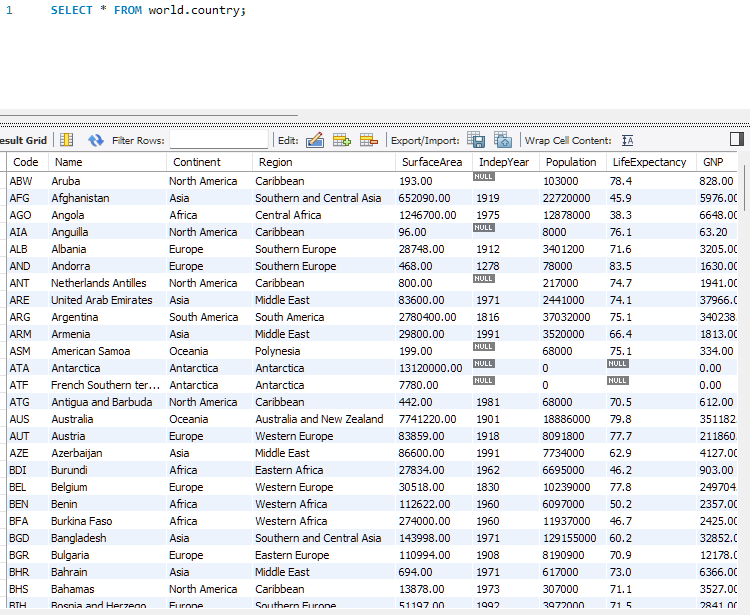 1 SELECT * FROM world.country;
esult Grid Filter Rows: Edit: Export/Import: Wrap Cell Content:
Code Name Continent Region SurfaceArea IndepYear Population LifeExpectancy GNP
ABW Aruba North America Caribbean 193.00 NULL 103000 78.4 828.00
AFG Afghanistan Asia Southern and Central Asia 652090.00 1919 22720000 45.9 5976.00
AGO Angola Africa Central Africa 1246700.00 1975 12878000 38.3 6648.00
AIA Anguilla North America Caribbean 96.00 NULL 8000 76.1 63.20
ALB Albania Europe Southern Europe 28748.00 1912 3401200 71.6 3205.00
AND Andorra Europe Southern Europe 468.00 1278 78000 83.5 1630.00
ANT Netherlands Antilles North America Caribbean 800.00 NULL 217000 74.7 1941.00
ARE United Arab Emirates Asia Middle East 83600.00 1971 2441000 74.1 37966.0
ARG Argentina South America South America 2780400.00 1816 37032000 75.1 340238.
ARM Armenia Asia Middle East 29800.00 1991 3520000 66.4 1813.00
ASM American Samoa Oceania Polynesia 199.00 NULL 68000 75.1 334.00
ATA Antarctica Antarctica Antarctica 13120000.00 NULL 0 NULL 0.00
ATF French Southern ter... Antarctica Antarctica 7780.00 NULL 0 NULL 0.00
ATG Antigua and Barbuda North America Caribbean 442.00 1981 68000 70.5 612.00
AUS Australia Oceania Australia and New Zealand 7741220.00 1901 18886000 79.8 351182.
AUT Austria Europe Western Europe 83859.00 1918 8091800 77.7 211860.
AZE Azerbaijan Asia Middle East 86600.00 1991 7734000 62.9 4127.00
BDI Burundi Africa Eastern Africa 27834.00 1962 6695000 46.2 903.00
BEL Belgium Europe Western Europe 30518.00 1830 10239000 77.8 249704.
BEN Benin Africa Western Africa 112622.00 1960 6097000 50.2 2357.00
BFA Burkina Faso Africa Western Africa 274000.00 1960 11937000 46.7 2425.00
BGD Bangladesh Asia Southern and Central Asia 143998.00 1971 129155000 60.2 32852.0
BGR Bulgaria Europe Eastern Europe 110994.00 1908 8190900 70.9 12178.0
BHR Bahrain Asia Middle East 694.00 1971 617000 73.0 6366.00
BHS Bahamas North America Caribbean 13878.00 1973 307000 71.1 3527.00
BIH Bosnia and Herzego Europe Southern Europe 51197.00 1992 3972000 71.5 2841.00